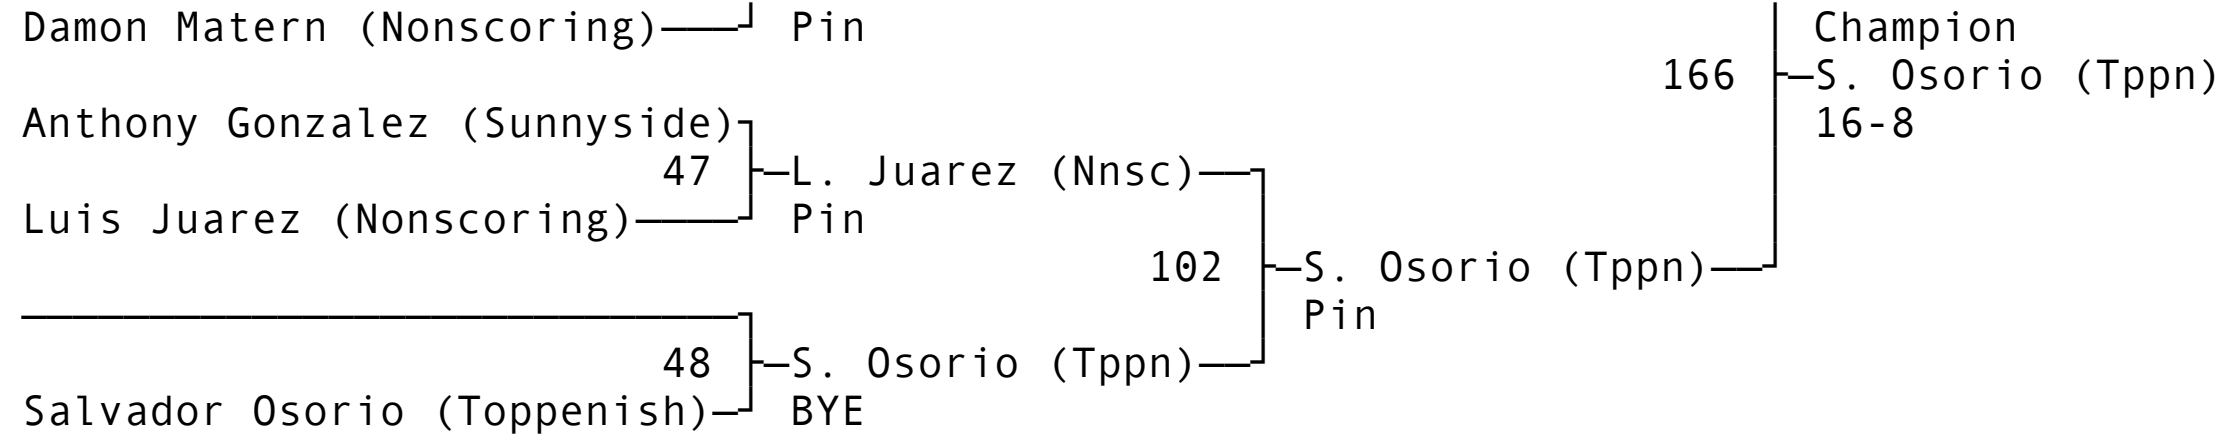 Damon Matern (Nonscoring) Pin Champion
166 S. Osorio (Tppn)
Anthony Gonzalez (Sunnyside) 16-8
47 L. Juarez (Nnsc)
Luis Juarez (Nonscoring) Pin
102 S. Osorio (Tppn)
Pin
48 S. Osorio (Tppn)
Salvador Osorio (Toppenish) BYE